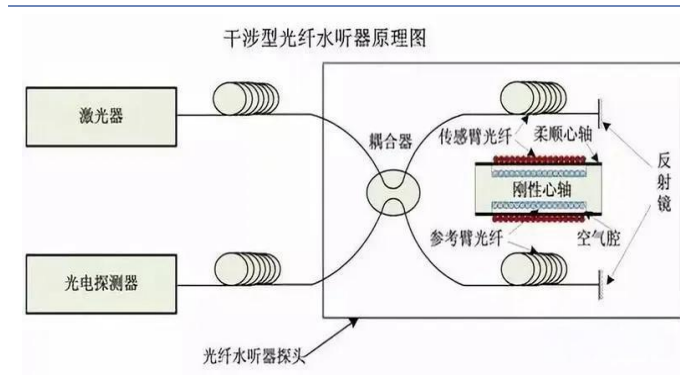 干涉型光纤水听器原理图
激光器
耦合器
传感臂光纤
柔顺心轴
反射镜
刚性心轴
参考臂光纤
空气腔
光电探测器
光纤水听器探头